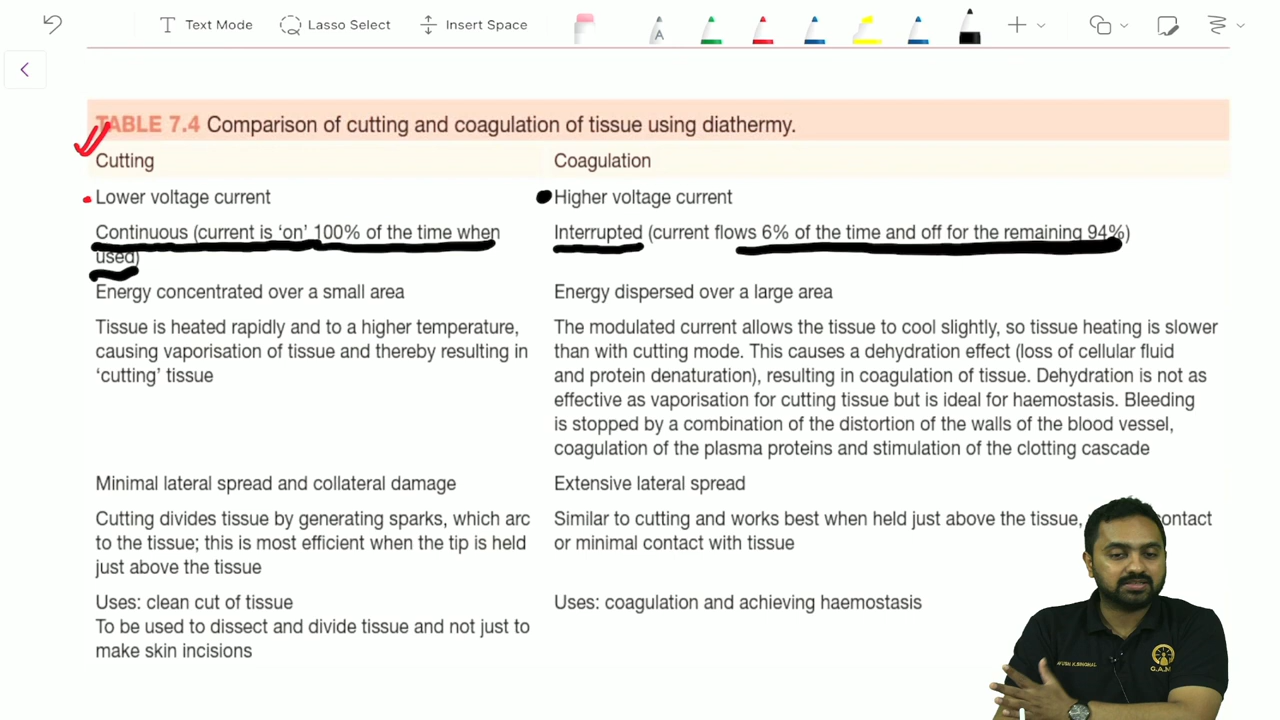 Text Mode
Lasso Select
Insert Space
A
TABLE 7.4 Comparison of cutting and coagulation of tissue using diathermy.
Cutting
Coagulation
Lower voltage current
Higher voltage current
Continuous (current is ‘on’ 100% of the time when
used)
Interrupted (current flows 6% of the time and off for the remaining 94%)
Energy concentrated over a small area
Energy dispersed over a large area
Tissue is heated rapidly and to a higher temperature,
causing vaporisation of tissue and thereby resulting in
‘cutting’ tissue
The modulated current allows the tissue to cool slightly, so tissue heating is slower
than with cutting mode. This causes a dehydration effect (loss of cellular fluid
and protein denaturation), resulting in coagulation of tissue. Dehydration is not as
effective as vaporisation for cutting tissue but is ideal for haemostasis. Bleeding
is stopped by a combination of the distortion of the walls of the blood vessel,
coagulation of the plasma proteins and stimulation of the clotting cascade
Minimal lateral spread and collateral damage
Extensive lateral spread
Cutting divides tissue by generating sparks, which arc
to the tissue; this is most efficient when the tip is held
just above the tissue
Similar to cutting and works best when held just above the tissue, contact
or minimal contact with tissue
Uses: clean cut of tissue
To be used to dissect and divide tissue and not just to
make skin incisions
Uses: coagulation and achieving haemostasis